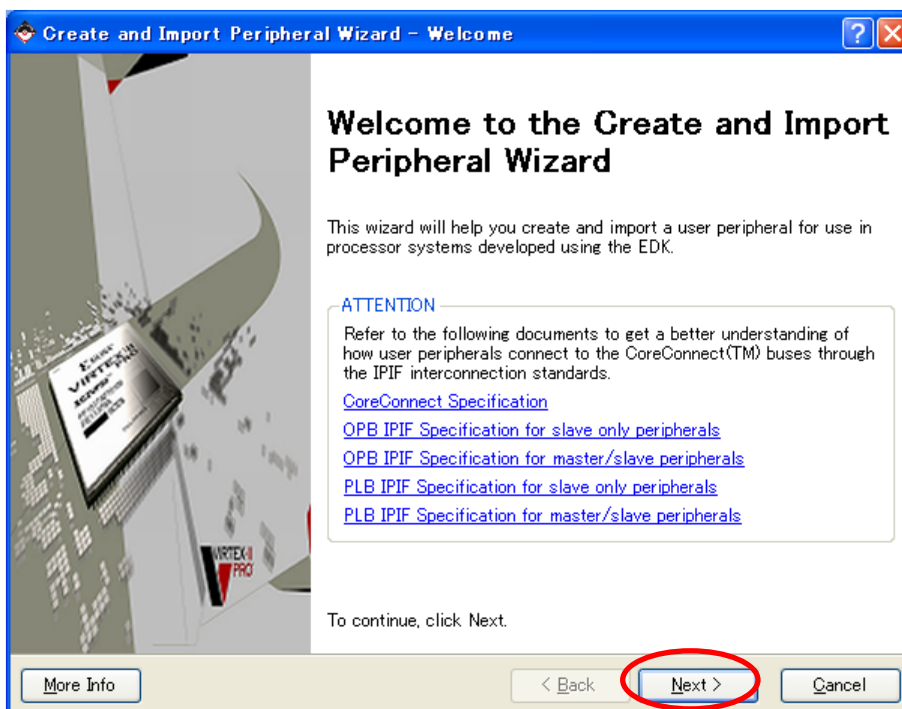 Create and Import Peripheral Wizard - Welcome
Welcome to the Create and Import
Peripheral Wizard
This wizard will help you create and import a user peripheral for use in
processor systems developed using the EDK.
ATTENTION
Refer to the following documents to get a better understanding of
how user peripherals connect to the CoreConnect(TM) buses through
the IPIF interconnection standards.
CoreConnect Specification
OPB IPIF Specification for slave only peripherals
OPB IPIF Specification for master/slave peripherals
PLB IPIF Specification for slave only peripherals
PLB IPIF Specification for master/slave peripherals
VIRTEX-II
PRO
To continue, click Next.
More Info
< Back
Next >
Cancel